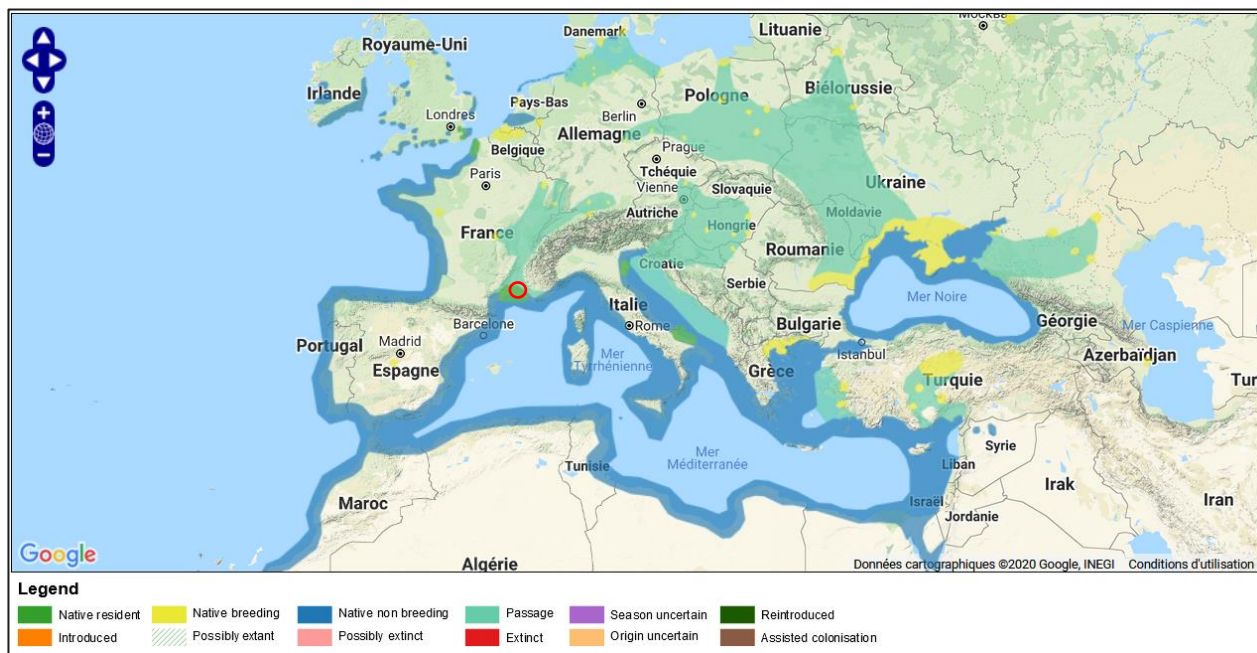 Royaume-Uni
Danemark
Lituanie
Москва
Irlande
Londres
Pays-Bas
Berlin
Pologne
Biélorussie
Allemagne
Belgique
Paris
Prague
Tchéquie
Vienne
Slovaquie
Ukraine
Autriche
Hongrie
Moldavie
France
Roumanie
Croatie
Serbie
Italie
Mer Noire
Barcelone
Rome
Bulgarie
Géorgie
Mer Caspienne
Portugal
Madrid
Espagne
Mer
Tyrrhénienne
Istanbul
Grèce
Turquie
Azerbaïdjan
Tur
Tunisie
Mer
Méditerranée
Syrie
Liban
Maroc
Israël
Irak
Iran
Jordanie
Algérie
Google
Données cartographiques ©2020 Google, INEGI Conditions d'utilisation
Legend
Native resident Native breeding Native non breeding Passage Season uncertain Reintroduced
Introduced Possibly extant Possibly extinct Extinct Origin uncertain Assisted colonisation